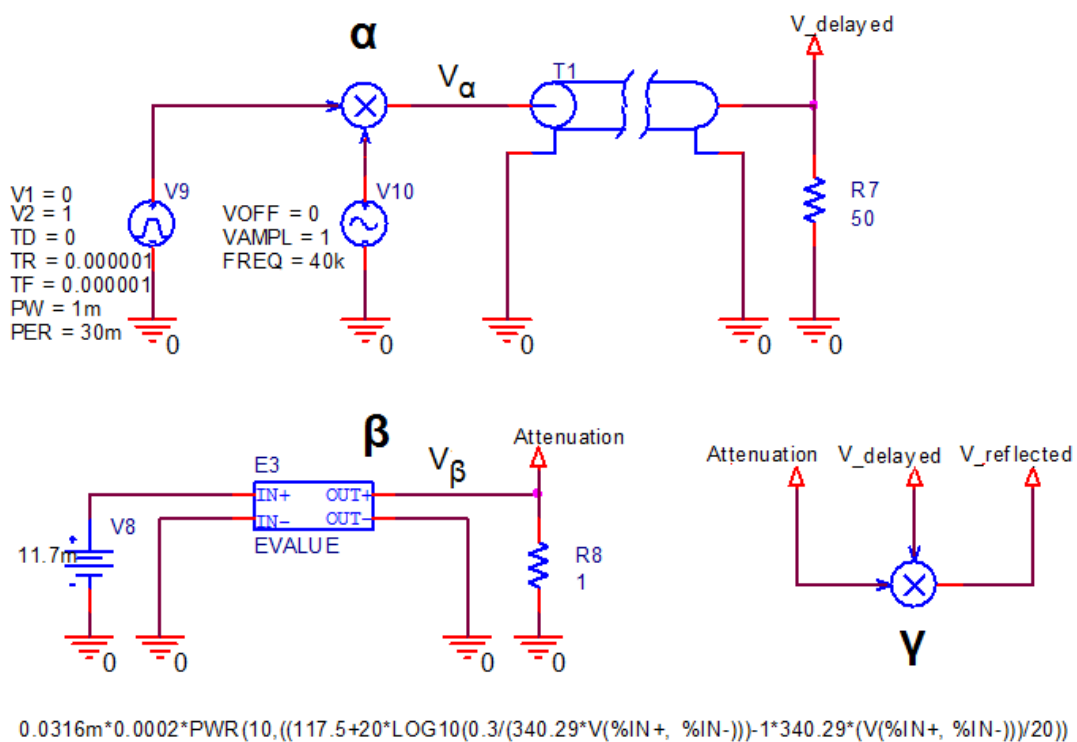 α
V_delayed
Vα
T1
V9
V10
V1 = 0
V2 = 1
TD = 0
TR = 0.000001
TF = 0.000001
PW = 1m
PER = 30m
VOFF = 0
VAMPL = 1
FREQ = 40k
R7
50
0
0
0
0
0
β
Attenuation
Vβ
E3
IN+
OUT+
IN-
OUT-
EVALUE
V8
11.7m
+
-
R8
1
0
0
0
0
Attenuation
V_delayed
V_reflected
γ
0.0316m*0.0002*PWR(10,((117.5+20*LOG10(0.3/(340.29*V(%IN+, %IN-)))-1*340.29*(V(%IN+, %IN-)))/20))